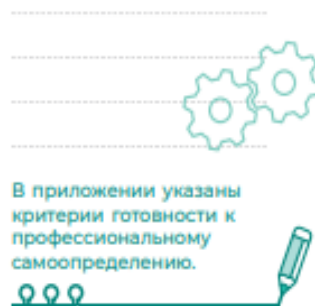 В приложении указаны
критерии готовности к
профессиональному
самоопределению.